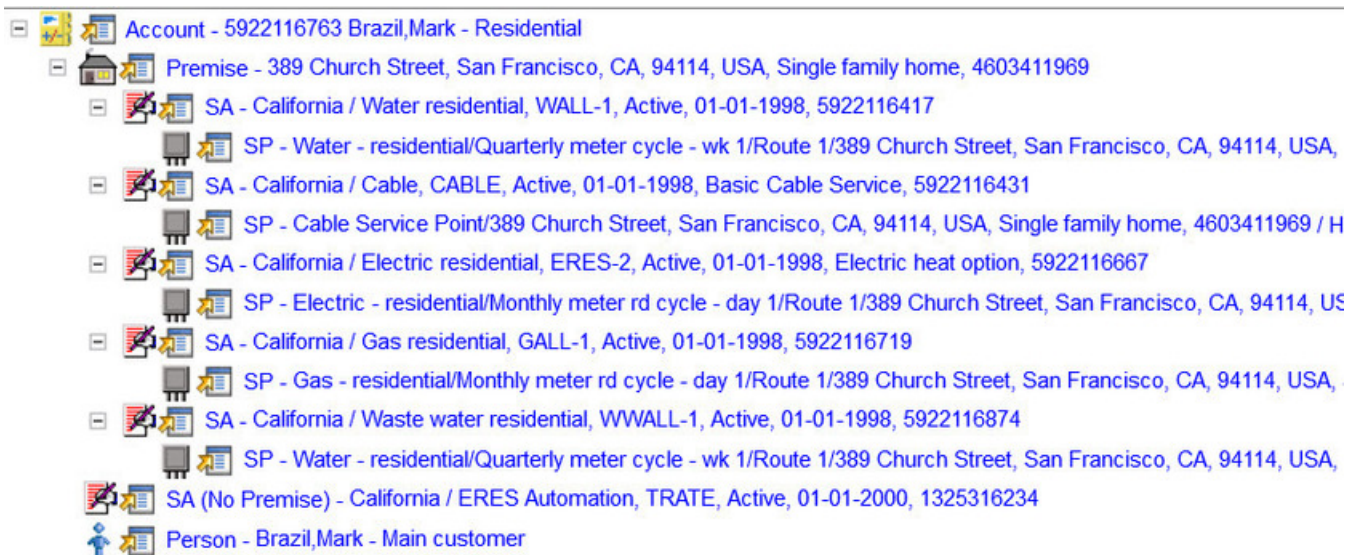 Account - 5922116763 Brazil,Mark - Residential
Premise - 389 Church Street, San Francisco, CA, 94114, USA, Single family home, 4603411969
SA - California / Water residential, WALL-1, Active, 01-01-1998, 5922116417
SP - Water - residential/Quarterly meter cycle - wk 1/Route 1/389 Church Street, San Francisco, CA, 94114, USA,
SA - California / Cable, CABLE, Active, 01-01-1998, Basic Cable Service, 5922116431
SP - Cable Service Point/389 Church Street, San Francisco, CA, 94114, USA, Single family home, 4603411969 / H
SA - California / Electric residential, ERES-2, Active, 01-01-1998, Electric heat option, 5922116667
SP - Electric - residential/Monthly meter rd cycle - day 1/Route 1/389 Church Street, San Francisco, CA, 94114, US
SA - California / Gas residential, GALL-1, Active, 01-01-1998, 5922116719
SP - Gas - residential/Monthly meter rd cycle - day 1/Route 1/389 Church Street, San Francisco, CA, 94114, USA,
SA - California / Waste water residential, WWALL-1, Active, 01-01-1998, 5922116874
SP - Water - residential/Quarterly meter cycle - wk 1/Route 1/389 Church Street, San Francisco, CA, 94114, USA,
SA (No Premise) - California / ERES Automation, TRATE, Active, 01-01-2000, 1325316234
Person - Brazil,Mark - Main customer